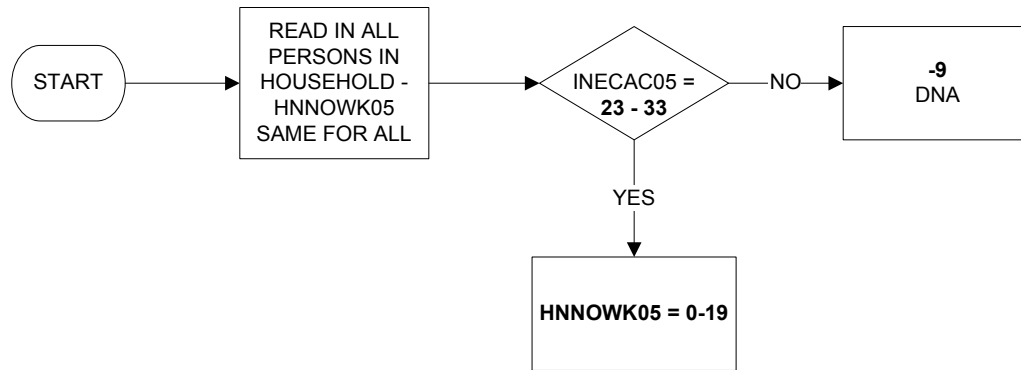 START
READ IN ALL
PERSONS IN
HOUSEHOLD -
HNNOWK05
SAME FOR ALL
INECAC05 =
23 - 33
NO
-9
DNA
YES
HNNOWK05 = 0-19